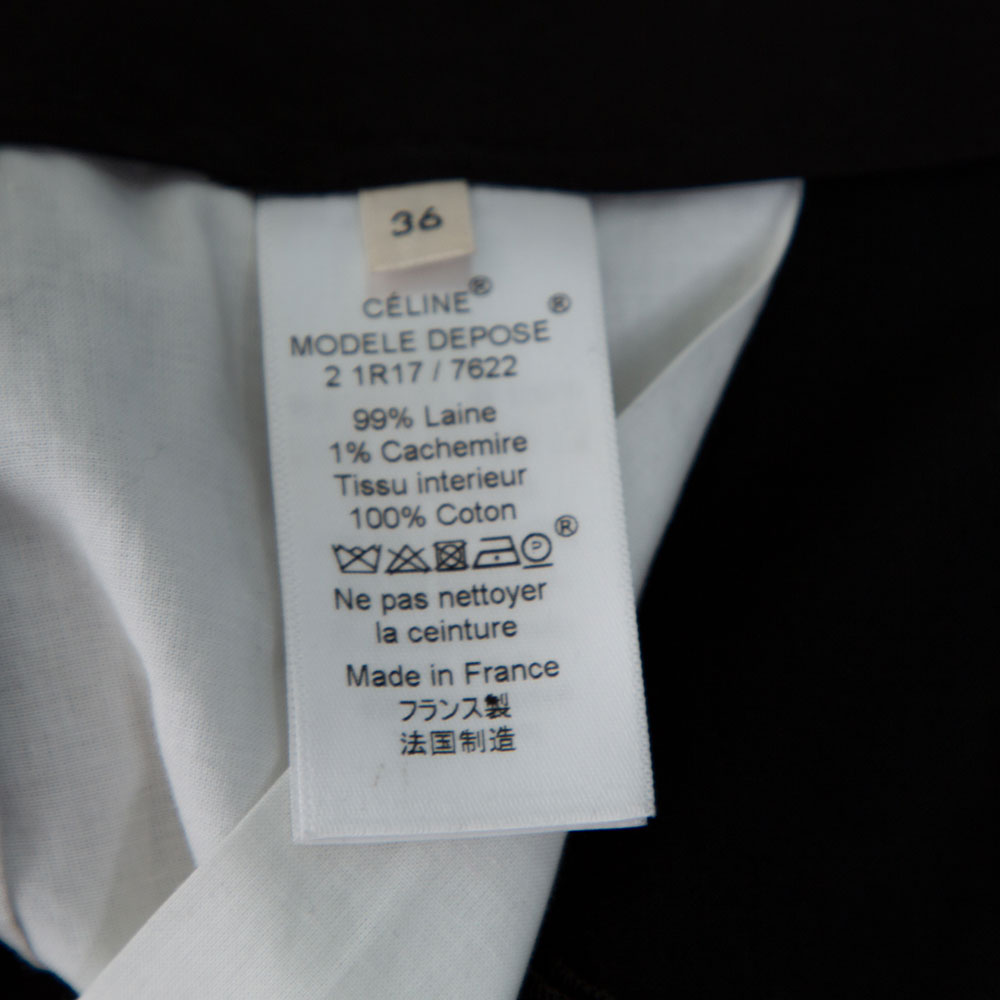 36
CÉLINE®
MODELE DEPOSE®
2 1R17 / 7622
99% Laine
1% Cachemire
Tissu interieur
100% Coton
P ®
Ne pas nettoyer
la ceinture
Made in France
フランス製
法国制造